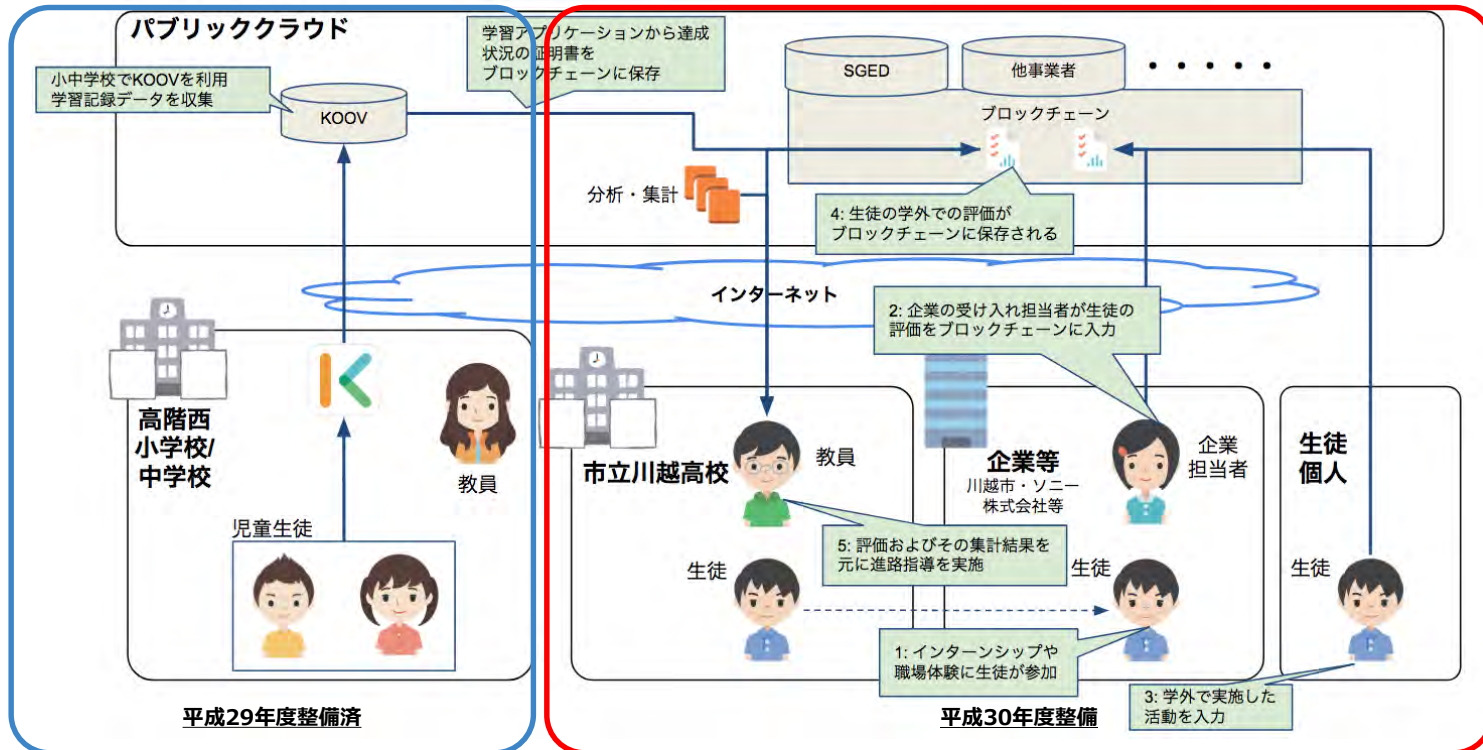 パブリッククラウド
小中学校でKOOVを利用
学習記録データを収集
KOOV
学習アプリケーションから達成
状況の証明書を
ブロックチェーンに保存
SGED
他事業者
・・・・・
ブロックチェーン
分析・集計
4: 生徒の学外での評価が
ブロックチェーンに保存される
インターネット
2: 企業の受け入れ担当者が生徒の
評価をブロックチェーンに入力
高階西
小学校/
中学校
教員
児童生徒
市立川越高校
教員
企業等
川越市・ソニー
株式会社等
企業
担当者
生徒
個人
5: 評価およびその集計結果を
元に進路指導を実施
生徒
生徒
生徒
1: インターンシップや
職場体験に生徒が参加
3: 学外で実施した
活動を入力
平成29年度整備済
平成30年度整備